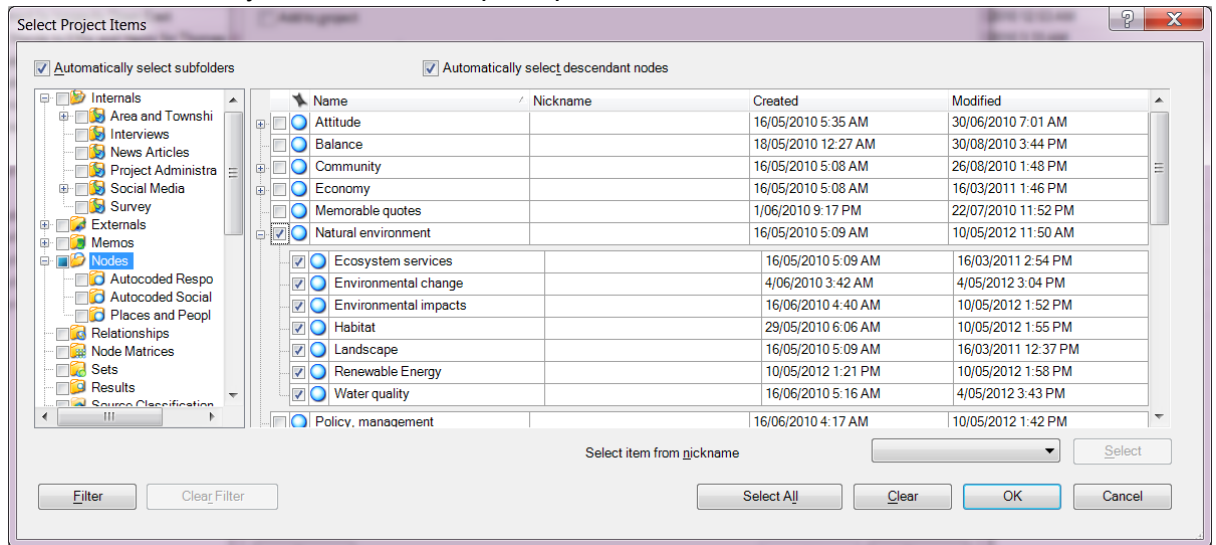 Select Project Items
Automatically select subfolders
Automatically select descendant nodes
Internals
Area and Townshi
Interviews
News Articles
Project Administra
Social Media
Survey
Externals
Memos
Nodes
Autocoded Respo
Autocoded Social
Places and Peopl
Relationships
Node Matrices
Sets
Results
Source Classification
Name Nickname Created Modified
Attitude 16/05/2010 5:35 AM 30/06/2010 7:01 AM
Balance 18/05/2010 12:27 AM 30/08/2010 3:44 PM
Community 16/05/2010 5:08 AM 26/08/2010 1:48 PM
Economy 16/05/2010 5:08 AM 16/03/2011 1:46 PM
Memorable quotes 1/06/2010 9:17 PM 22/07/2010 11:52 PM
Natural environment 16/05/2010 5:09 AM 10/05/2012 11:50 AM
Ecosystem services 16/05/2010 5:09 AM 16/03/2011 2:54 PM
Environmental change 4/06/2010 3:42 AM 4/05/2012 3:04 PM
Environmental impacts 16/06/2010 4:40 AM 10/05/2012 1:52 PM
Habitat 29/05/2010 6:06 AM 10/05/2012 1:55 PM
Landscape 16/05/2010 5:09 AM 16/03/2011 12:37 PM
Renewable Energy 10/05/2012 1:21 PM 10/05/2012 1:58 PM
Water quality 16/06/2010 5:16 AM 4/05/2012 3:43 PM
Policy, management 16/06/2010 4:17 AM 10/05/2012 1:42 PM
Select item from nickname
Select
Filter
Clear Filter
Select All
Clear
OK
Cancel